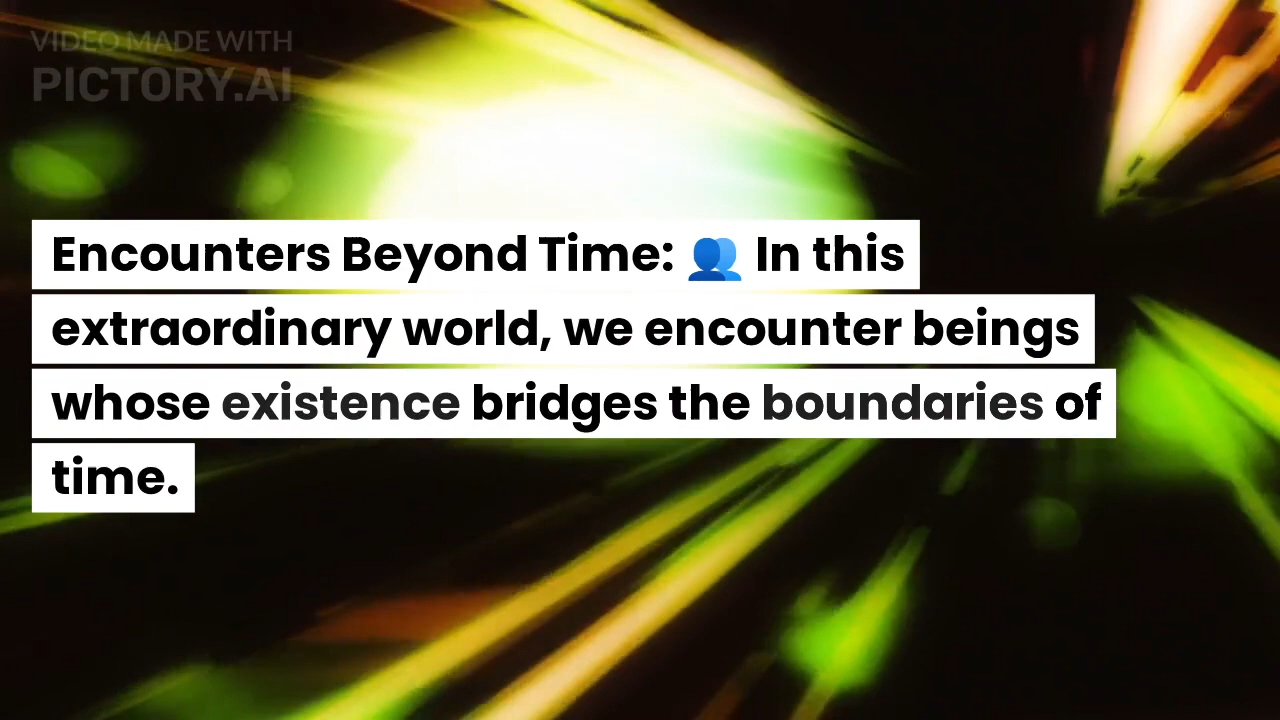 VIDEO MADE WITH
PICTORY.AI
Encounters Beyond Time: 👥 In this
extraordinary world, we encounter beings
whose existence bridges the boundaries of
time.